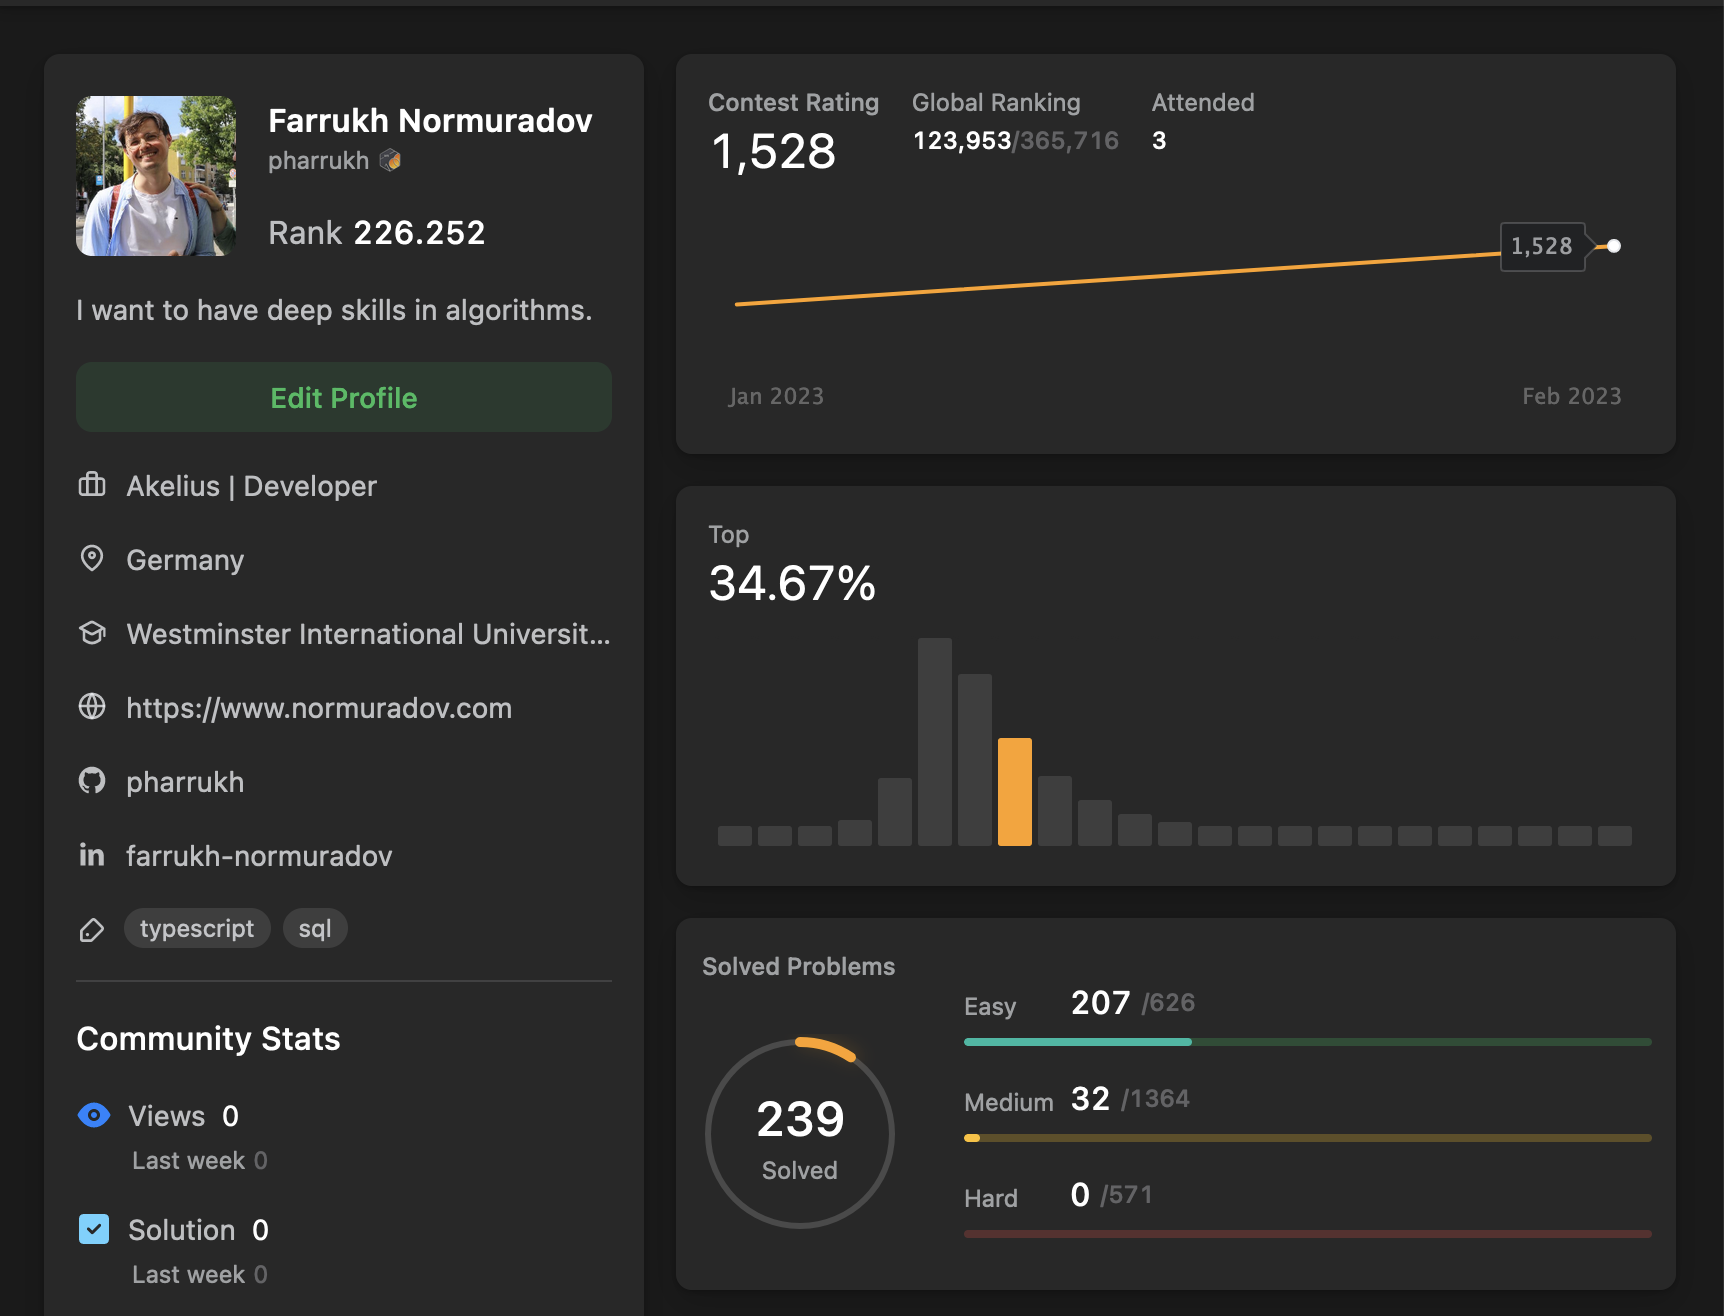 Farrukh Normuradov
pharrukh
Rank 226.252
I want to have deep skills in algorithms.
Edit Profile
Akelius | Developer
Germany
Westminster International Universit...
https://www.normuradov.com
pharrukh
farrukh-normuradov
typescript sql
Community Stats
Views 0
Last week 0
Solution 0
Last week 0
Contest Rating Global Ranking Attended
1,528 123,953/365,716 3
1,528
Jan 2023 Feb 2023
Top
34.67%
Solved Problems
239
Solved
Easy 207 /626
Medium 32 /1364
Hard 0 /571